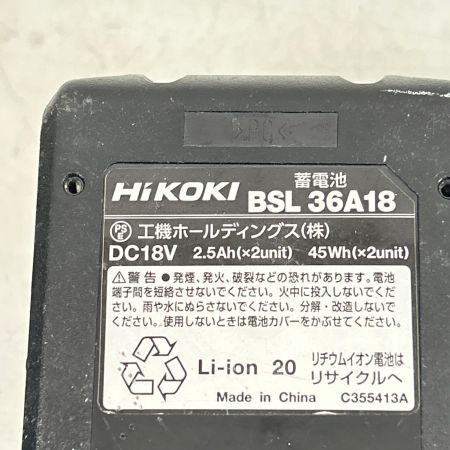 >PC<
HiKOKI
蓄電池
BSL 36A18
PS
E
工機ホールディングス(株)
DC18V 2.5Ah(×2unit) 45Wh(×2unit)
⚠警告 ●発煙、発火、破裂などの恐れがあります。電池
端子間を短絡させないでください。火中に投入しないでくだ
さい。雨や水にぬらさないでください。分解・改造しないで
ください。使用しないときは電池カバーをかぶせてください。
Li-ion 20
リチウムイオン電池は
リサイクルへ
Made in China C355413A